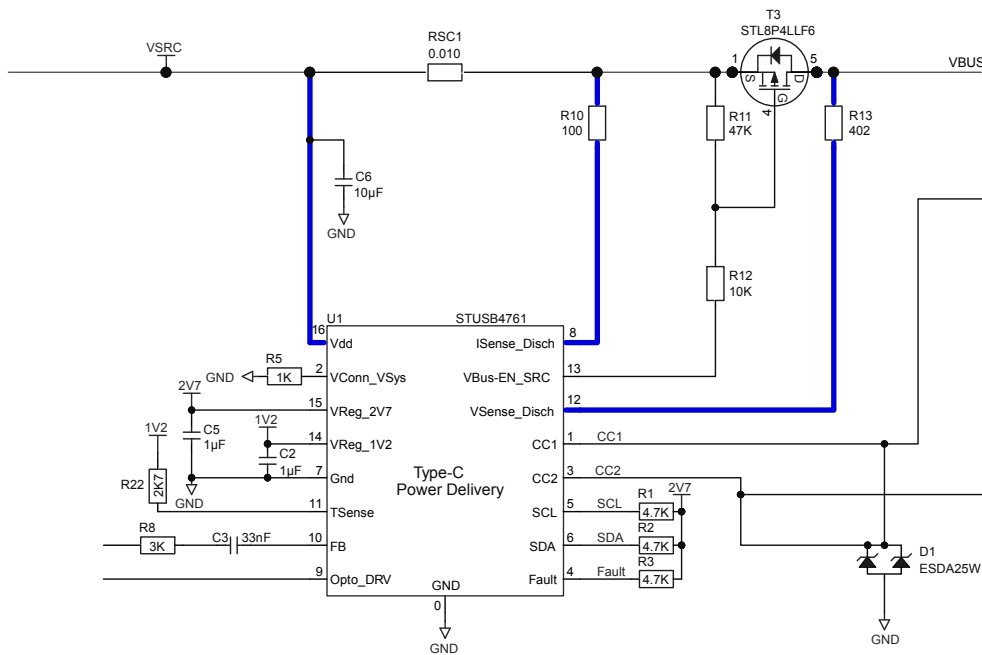 T3
STL8P4LLF6
RSC1
0.010
VSRC
1
5
VBUS
S
D
G
4
R10
100
R11
47K
R13
402
C6
10µF
GND
R12
10K
U1
STUSB4761
16
Vdd
ISense_Disch
8
R5
1K
GND
2
VConn_VSys
VBus-EN_SRC
13
2V7
15
VReg_2V7
VSense_Disch
12
1V2
C5
1µF
1V2
14
VReg_1V2
CC1
1
CC1
C2
1µF
7
Gnd
Type-C
Power Delivery
CC2
3
CC2
R22
2K7
GND
11
TSense
SCL
5
SCL
R1
4.7K
2V7
R8
3K
C3
33nF
10
FB
SDA
6
SDA
R2
4.7K
D1
ESDA25W
9
Opto_DRV
Fault
4
Fault
R3
4.7K
GND
0
GND
GND